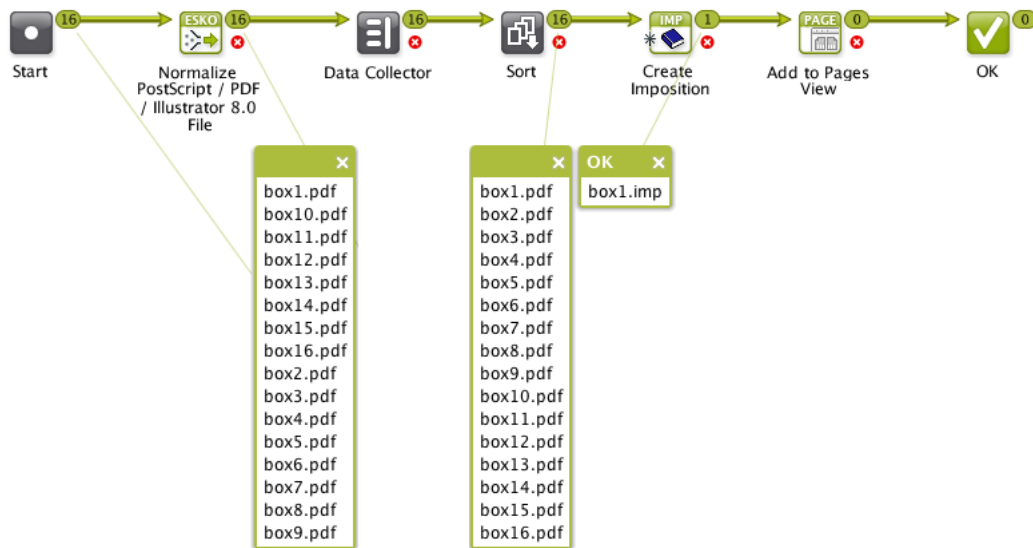 16
ESKO
16
16
16
IMP
1
PAGE
0
0
Start
Normalize
PostScript / PDF
/ Illustrator 8.0
File
Data Collector
Sort
Create
Imposition
Add to Pages
View
OK
box1.pdf
box10.pdf
box11.pdf
box12.pdf
box13.pdf
box14.pdf
box15.pdf
box16.pdf
box2.pdf
box3.pdf
box4.pdf
box5.pdf
box6.pdf
box7.pdf
box8.pdf
box9.pdf
box1.pdf
box2.pdf
box3.pdf
box4.pdf
box5.pdf
box6.pdf
box7.pdf
box8.pdf
box9.pdf
box10.pdf
box11.pdf
box12.pdf
box13.pdf
box14.pdf
box15.pdf
box16.pdf
OK
box1.imp